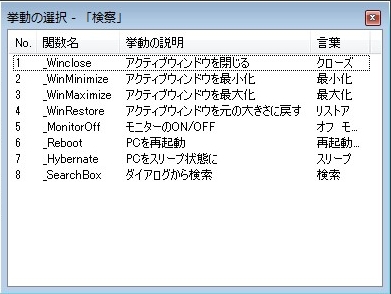 挙動の選択 - 「検察」
No. 関数名 挙動の説明 言葉
1 _Winclose アクティブウィンドウを閉じる クローズ
2 _WinMinimize アクティブウィンドウを最小化 最小化
3 _WinMaximize アクティブウィンドウを最大化 最大化
4 _WinRestore アクティブウィンドウを元の大きさに戻す リストア
5 _MonitorOff モニターのON/OFF オフ モ...
6 _Reboot PCを再起動 再起動...
7 _Hybernate PCをスリープ状態に スリープ
8 _SearchBox ダイアログから検索 検索